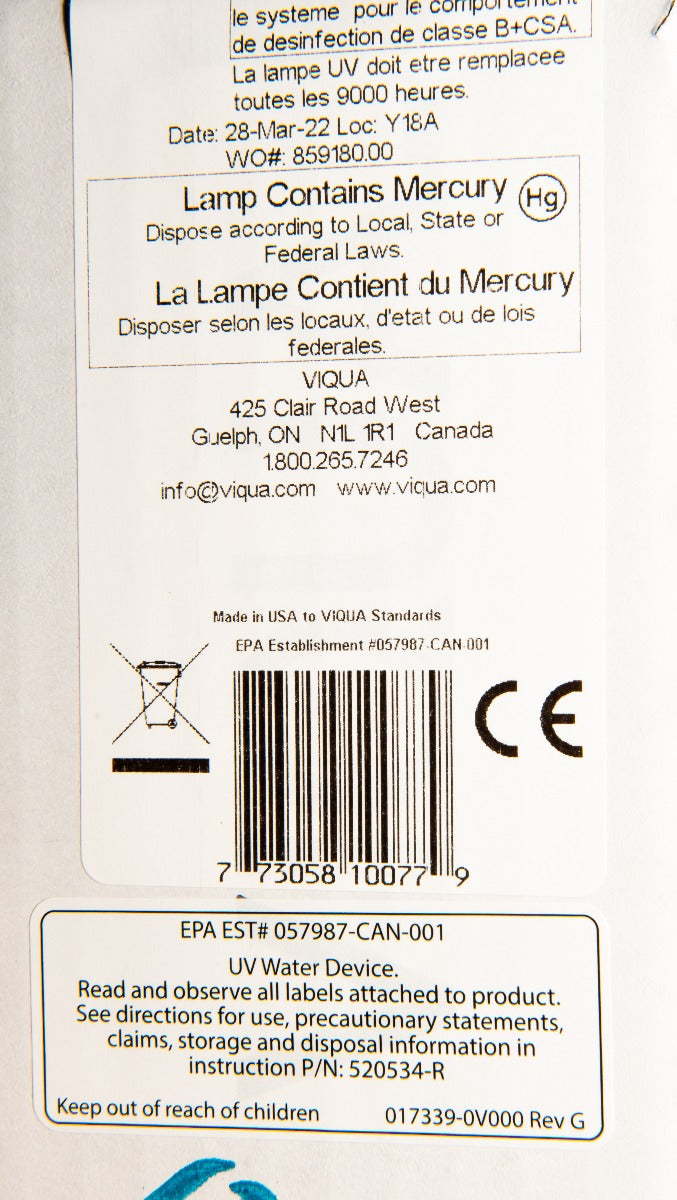 le systeme pour le comportement
de desinfection de classe B+CSA.
La lampe UV doit etre remplacee
toutes les 9000 heures.
Date: 28-Mar-22 Loc: Y18A
WO#: 859180.00
Lamp Contains Mercury Hg
Dispose according to Local, State or
Federal Laws.
La Lampe Contient du Mercury
Disposer selon les locaux, d'etat ou de lois
federales.
VIQUA
425 Clair Road West
Guelph, ON N1L 1R1 Canada
1.800.265.7246
info@viqua.com www.viqua.com
Made in USA to VIQUA Standards
EPA Establishment #057987-CAN-001
CE
7 73058 10077 9
EPA EST# 057987-CAN-001
UV Water Device.
Read and observe all labels attached to product.
See directions for use, precautionary statements,
claims, storage and disposal information in
instruction P/N: 520534-R
Keep out of reach of children 017339-0V000 Rev G